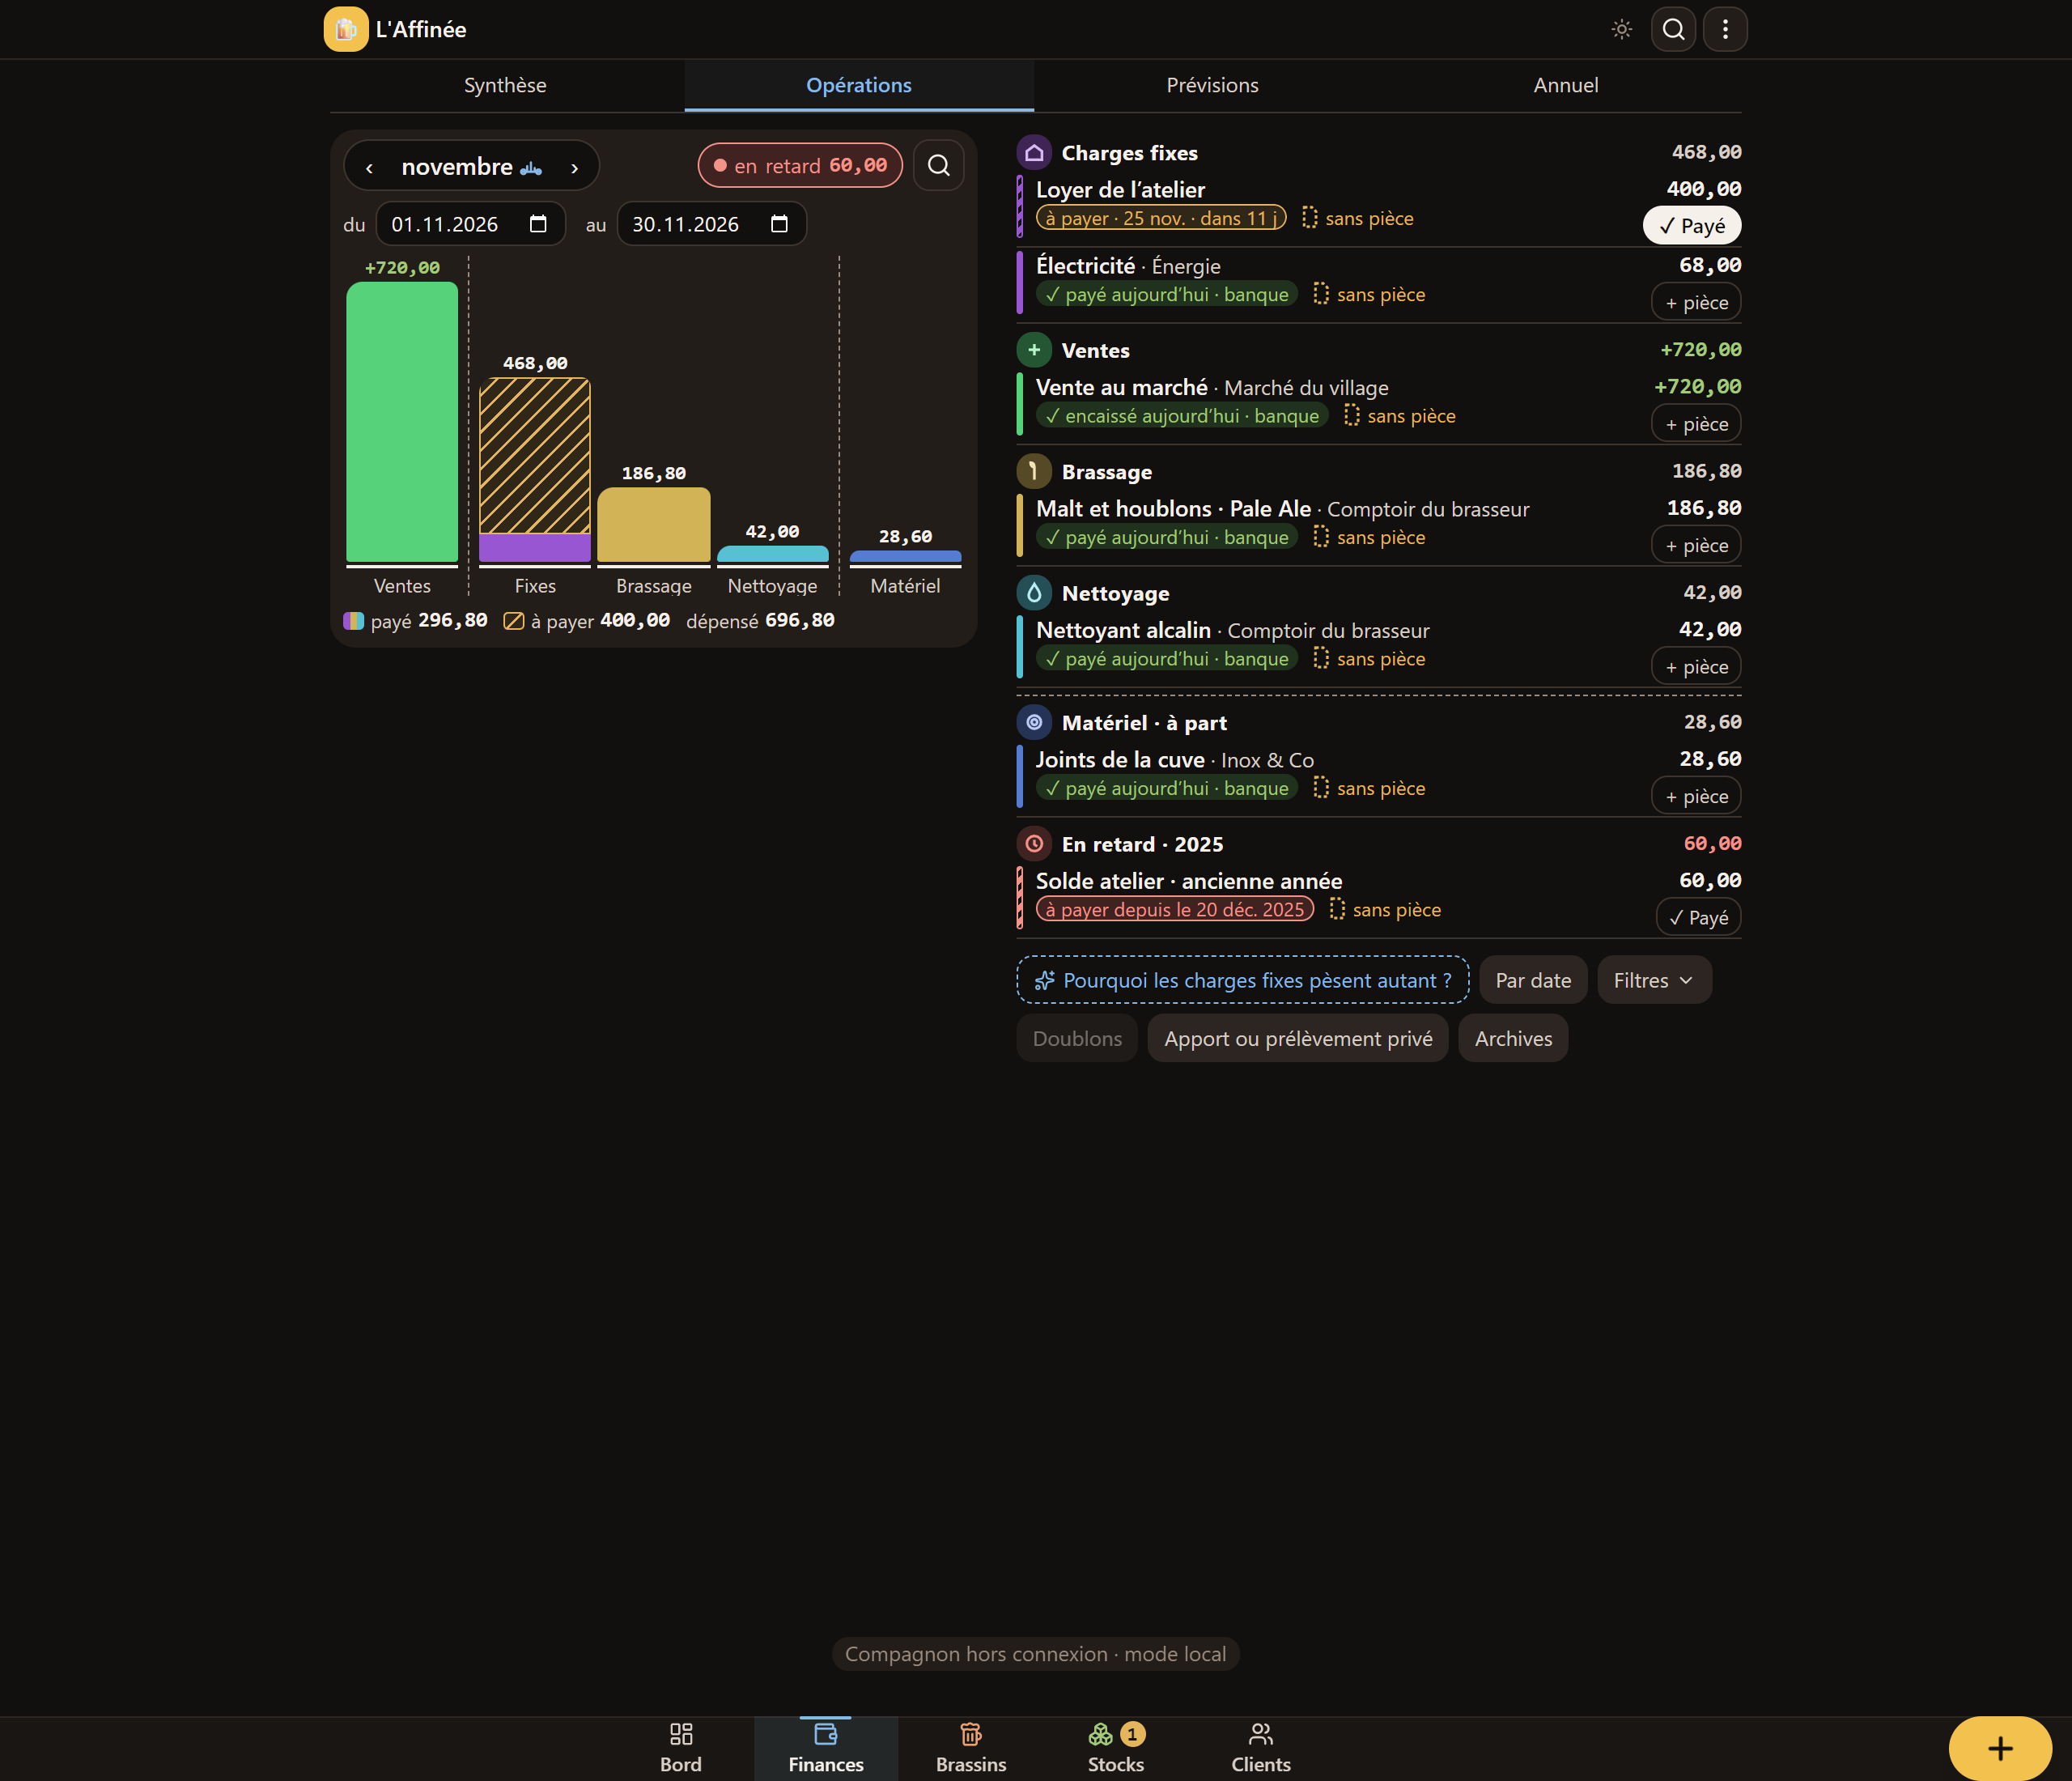 L'Affinée
Synthèse
Opérations
Prévisions
Annuel
‹ novembre ›
en retard 60,00
du 01.11.2026 au 30.11.2026
+720,00
468,00
186,80
42,00
28,60
Ventes
Fixes
Brassage
Nettoyage
Matériel
payé 296,80 à payer 400,00 dépensé 696,80
Charges fixes 468,00
Loyer de l’atelier 400,00
à payer · 25 nov. · dans 11 j sans pièce ✓ Payé
Électricité · Énergie 68,00
✓ payé aujourd’hui · banque sans pièce + pièce
Ventes +720,00
Vente au marché · Marché du village +720,00
✓ encaissé aujourd’hui · banque sans pièce + pièce
Brassage 186,80
Malt et houblons · Pale Ale · Comptoir du brasseur 186,80
✓ payé aujourd’hui · banque sans pièce + pièce
Nettoyage 42,00
Nettoyant alcalin · Comptoir du brasseur 42,00
✓ payé aujourd’hui · banque sans pièce + pièce
Matériel · à part 28,60
Joints de la cuve · Inox & Co 28,60
✓ payé aujourd’hui · banque sans pièce + pièce
En retard · 2025 60,00
Solde atelier · ancienne année 60,00
à payer depuis le 20 déc. 2025 sans pièce ✓ Payé
Pourquoi les charges fixes pèsent autant ?
Par date
Filtres
Doublons
Apport ou prélèvement privé
Archives
Compagnon hors connexion · mode local
Bord
Finances
Brassins
1
Stocks
Clients
+